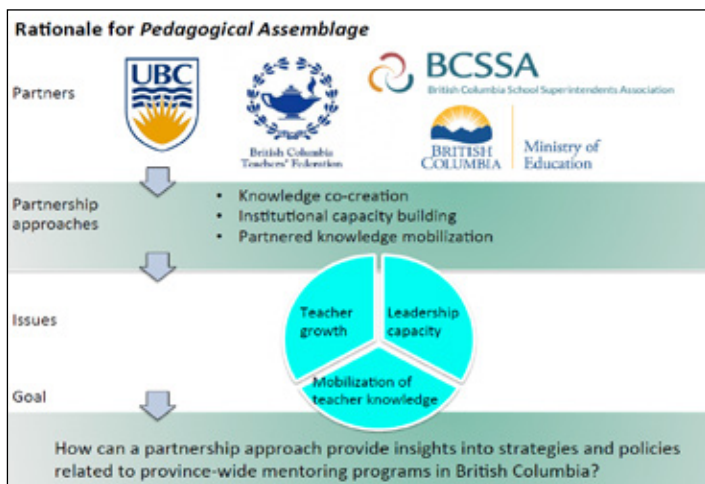 Rationale for Pedagogical Assemblage
Partners
UBC
British Columbia
Teachers' Federation
BCSSA
British Columbia School Superintendents Association
BRITISH
COLUMBIA
Ministry of
Education
Partnership
approaches
• Knowledge co-creation
• Institutional capacity building
• Partnered knowledge mobilization
Issues
Teacher
growth
Leadership
capacity
Mobilization of
teacher knowledge
Goal
How can a partnership approach provide insights into strategies and policies
related to province-wide mentoring programs in British Columbia?